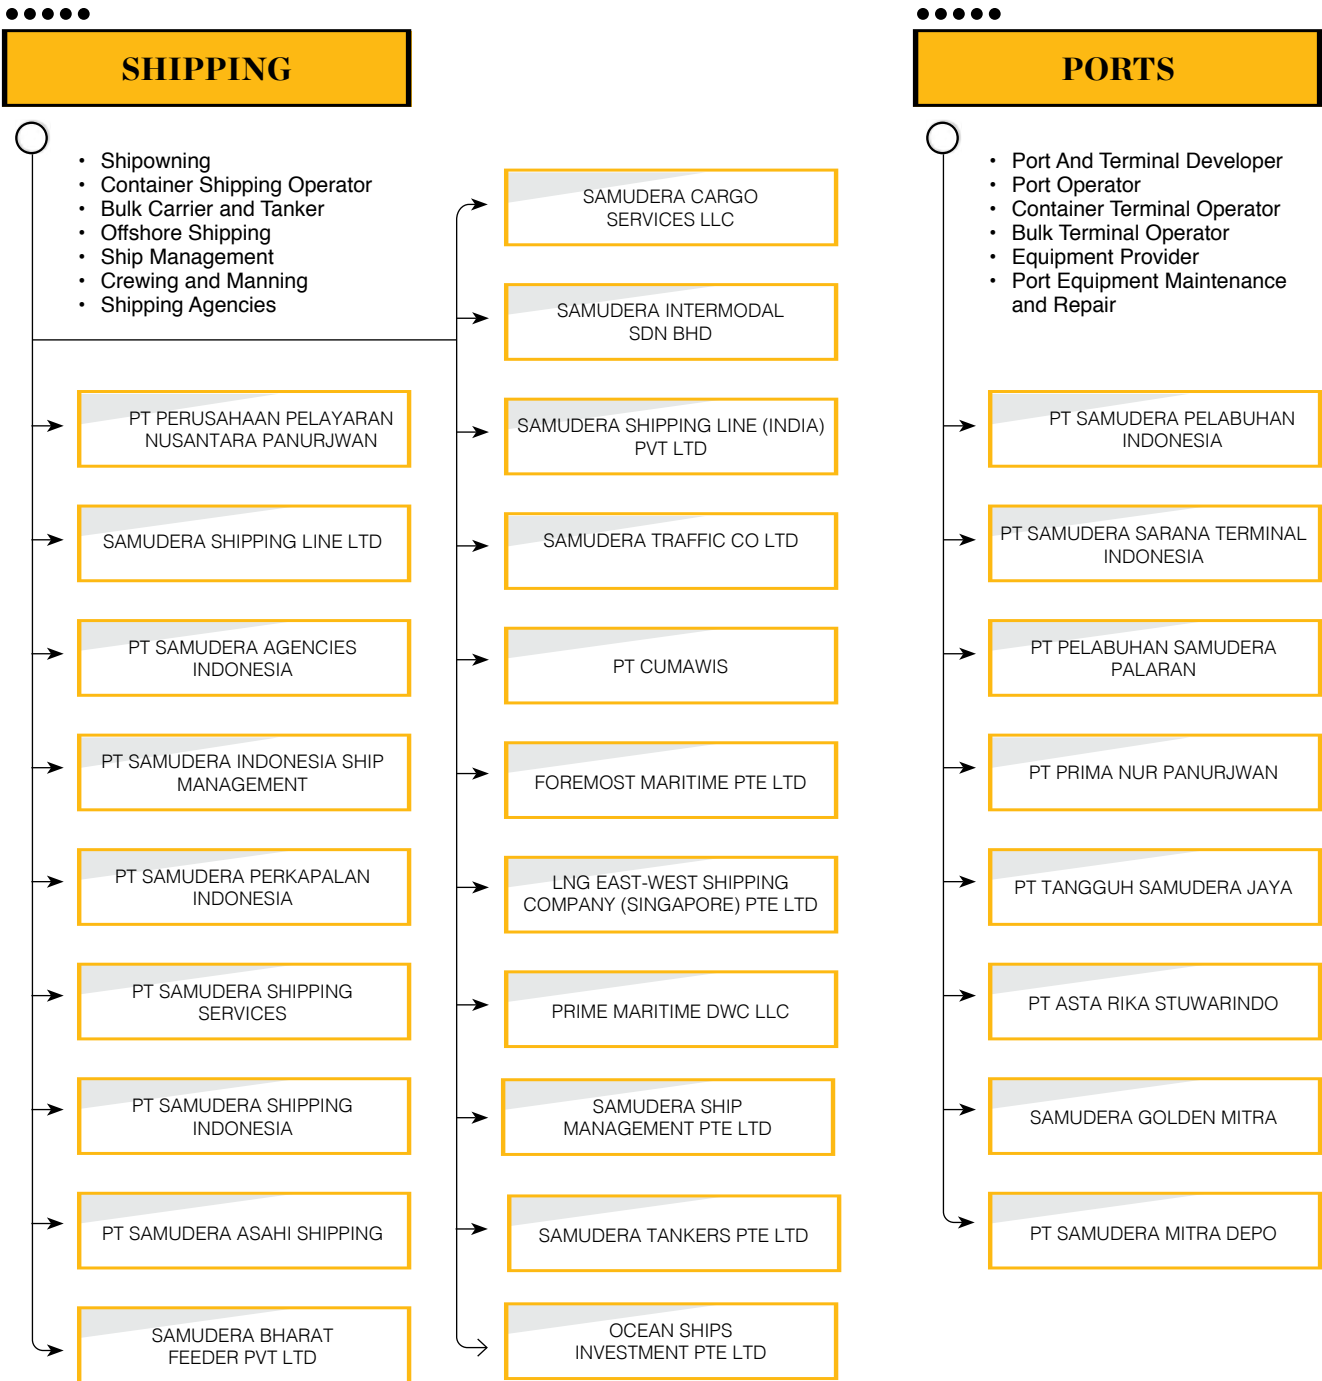 SHIPPING
• Shipowning
• Container Shipping Operator
• Bulk Carrier and Tanker
• Offshore Shipping
• Ship Management
• Crewing and Manning
• Shipping Agencies
PT PERUSAHAAN PELAYARAN
NUSANTARA PANURJWAN
SAMUDERA SHIPPING LINE LTD
PT SAMUDERA AGENCIES
INDONESIA
PT SAMUDERA INDONESIA SHIP
MANAGEMENT
PT SAMUDERA PERKAPALAN
INDONESIA
PT SAMUDERA SHIPPING
SERVICES
PT SAMUDERA SHIPPING
INDONESIA
PT SAMUDERA ASAHI SHIPPING
SAMUDERA BHARAT
FEEDER PVT LTD
SAMUDERA CARGO
SERVICES LLC
SAMUDERA INTERMODAL
SDN BHD
SAMUDERA SHIPPING LINE (INDIA)
PVT LTD
SAMUDERA TRAFFIC CO LTD
PT CUMAWIS
FOREMOST MARITIME PTE LTD
LNG EAST-WEST SHIPPING
COMPANY (SINGAPORE) PTE LTD
PRIME MARITIME DWC LLC
SAMUDERA SHIP
MANAGEMENT PTE LTD
SAMUDERA TANKERS PTE LTD
OCEAN SHIPS
INVESTMENT PTE LTD
PORTS
• Port And Terminal Developer
• Port Operator
• Container Terminal Operator
• Bulk Terminal Operator
• Equipment Provider
• Port Equipment Maintenance
and Repair
PT SAMUDERA PELABUHAN
INDONESIA
PT SAMUDERA SARANA TERMINAL
INDONESIA
PT PELABUHAN SAMUDERA
PALARAN
PT PRIMA NUR PANURJWAN
PT TANGGUH SAMUDERA JAYA
PT ASTA RIKA STUWARINDO
SAMUDERA GOLDEN MITRA
PT SAMUDERA MITRA DEPO